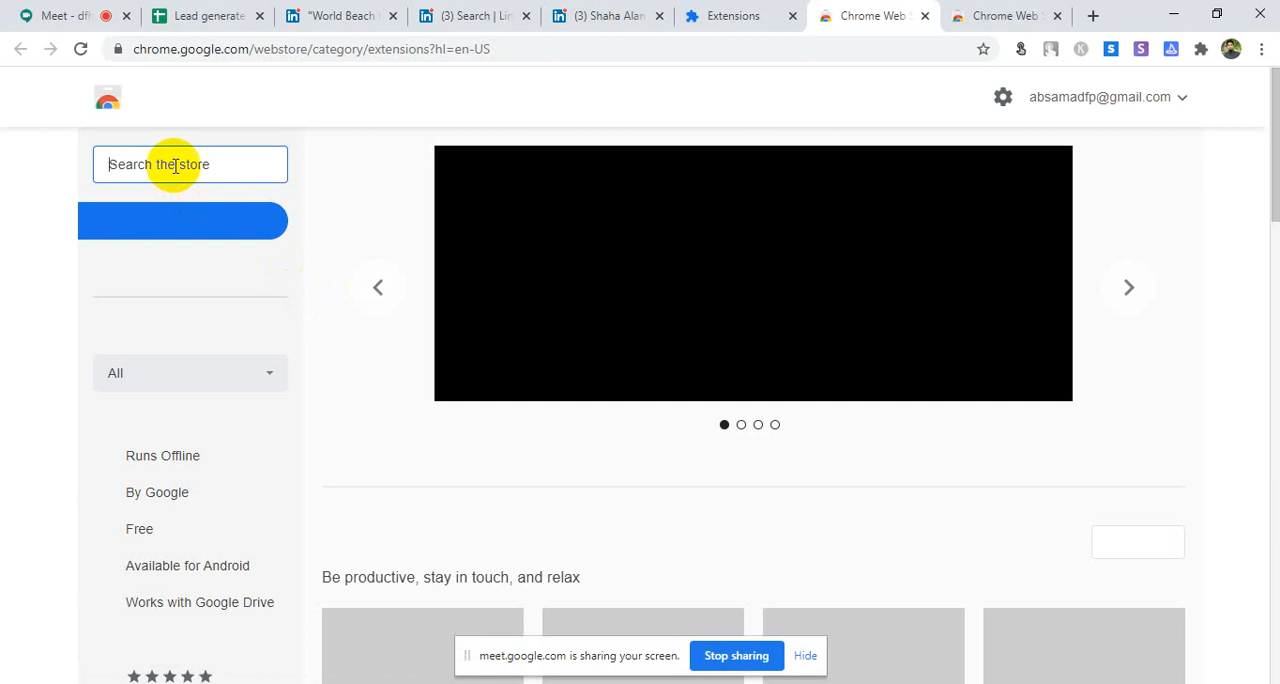 Meet - dfh
Lead generate
"World Beach
(3) Search | Lin
(3) Shaha Alan
Extensions
Chrome Web S
Chrome Web S
chrome.google.com/webstore/category/extensions?hl=en-US
absamadfp@gmail.com
Search the store
All
Runs Offline
By Google
Free
Available for Android
Works with Google Drive
Be productive, stay in touch, and relax
meet.google.com is sharing your screen. Stop sharing Hide